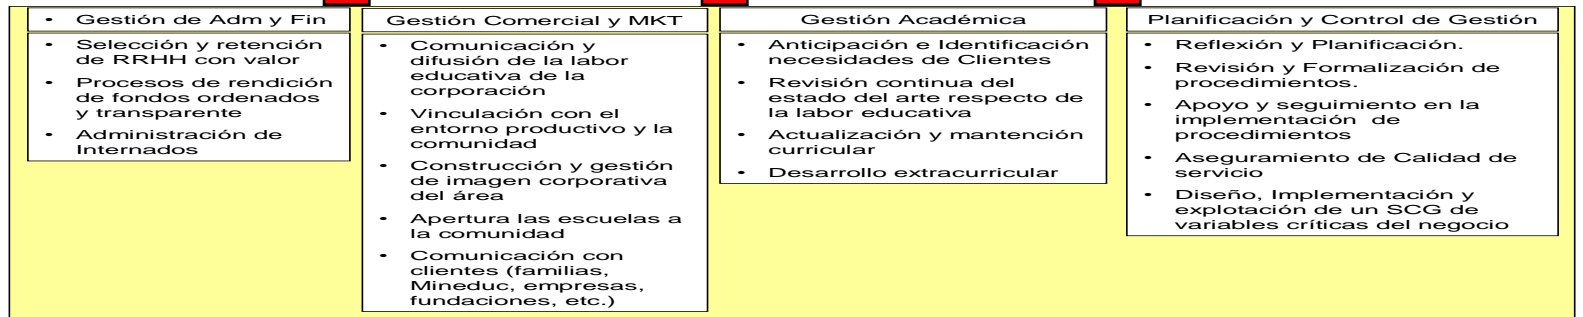 • Gestión de Adm y Fin
• Selección y retención
de RRHH con valor
• Procesos de rendición
de fondos ordenados
y transparente
• Administración de
Internados
Gestión Comercial y MKT
• Comunicación y
difusión de la labor
educativa de la
corporación
• Vinculación con el
entorno productivo y la
comunidad
• Construcción y gestión
de imagen corporativa
del área
• Apertura las escuelas a
la comunidad
• Comunicación con
clientes (familias,
Mineduc, empresas,
fundaciones, etc.)
Gestión Académica
• Anticipación e Identificación
necesidades de Clientes
• Revisión continua del
estado del arte respecto de
la labor educativa
• Actualización y mantención
curricular
• Desarrollo extracurricular
Planificación y Control de Gestión
• Reflexión y Planificación.
• Revisión y Formalización de
procedimientos.
• Apoyo y seguimiento en la
implementación de
procedimientos
• Aseguramiento de Calidad de
servicio
• Diseño, Implementación y
explotación de un SCG de
variables críticas del negocio